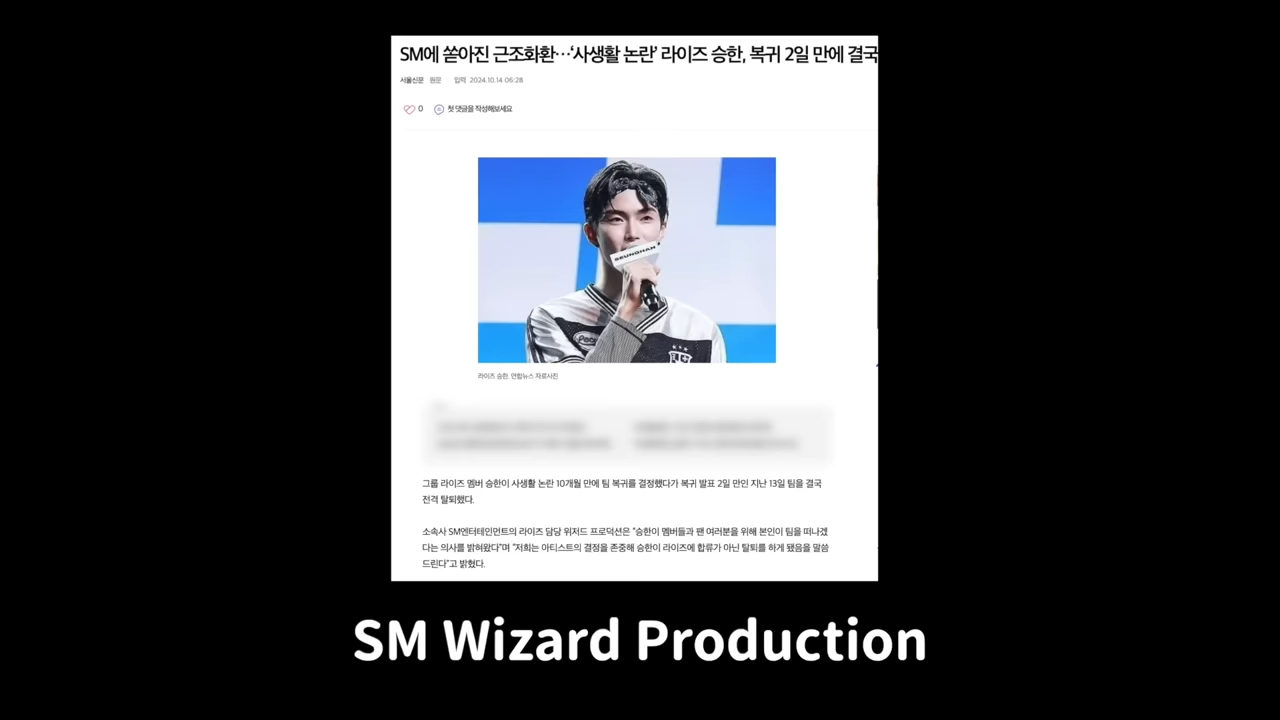 SM에 쏟아진 근조화환…‘사생활 논란’ 라이즈 승한, 복귀 2일 만에 결국
서울신문 원문 입력 2024.10.14 06:28
0 첫 댓글을 작성해보세요
SEUNGHAN
라이즈 승한. 연합뉴스 자료사진
그룹 라이즈 멤버 승한이 사생활 논란 10개월 만에 팀 복귀를 결정했다가 복귀 발표 2일 만인 지난 13일 팀을 결국
전격 탈퇴했다.
소속사 SM엔터테인먼트의 라이즈 담당 위저드 프로덕션은 “승한이 멤버들과 팬 여러분을 위해 본인이 팀을 떠나겠
다는 의사를 밝혀왔다”며 “저희는 아티스트의 결정을 존중해 승한이 라이즈에 합류가 아닌 탈퇴를 하게 됐음을 말씀
드린다”고 밝혔다.
SM Wizard Production